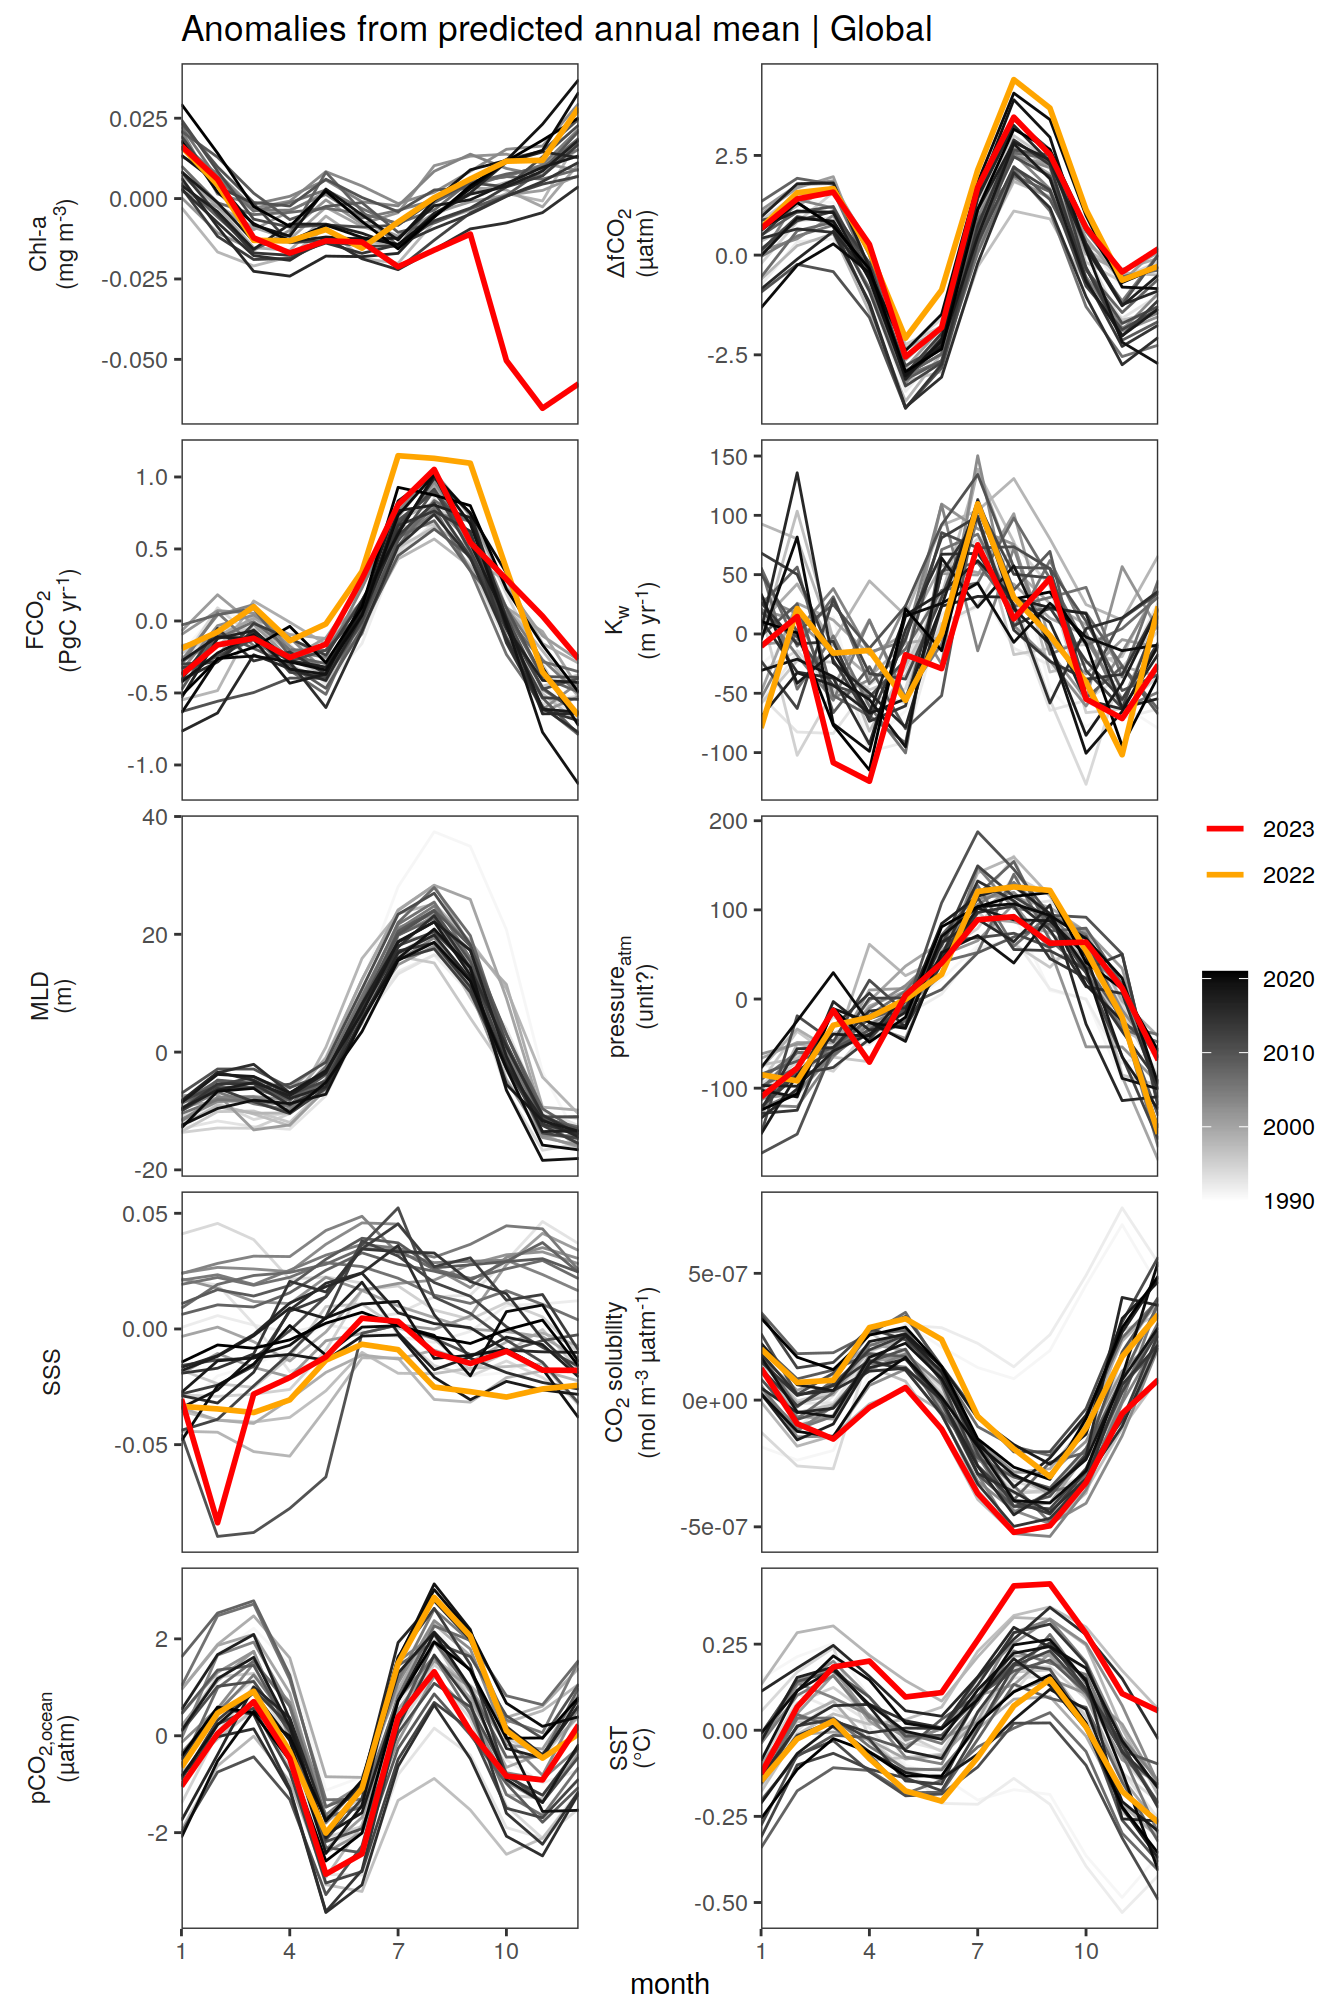 Anomalies from predicted annual mean | Global
Chl-a
(mg m⁻³)
0.025
0.000
-0.025
-0.050
ΔfCO₂
(µatm)
2.5
0.0
-2.5
FCO₂
(PgC yr⁻¹)
1.0
0.5
0.0
-0.5
-1.0
K_w
(m yr⁻¹)
150
100
50
0
-50
-100
MLD
(m)
40
20
0
-20
pressure_atm
(unit?)
200
100
0
-100
SSS
0.05
0.00
-0.05
CO₂ solubility
(mol m⁻³ µatm⁻¹)
5e-07
0e+00
-5e-07
pCO₂,ocean
(µatm)
2
0
-2
SST
(°C)
0.25
0.00
-0.25
-0.50
1 4 7 10
1 4 7 10
month
2023
2022
2020
2010
2000
1990